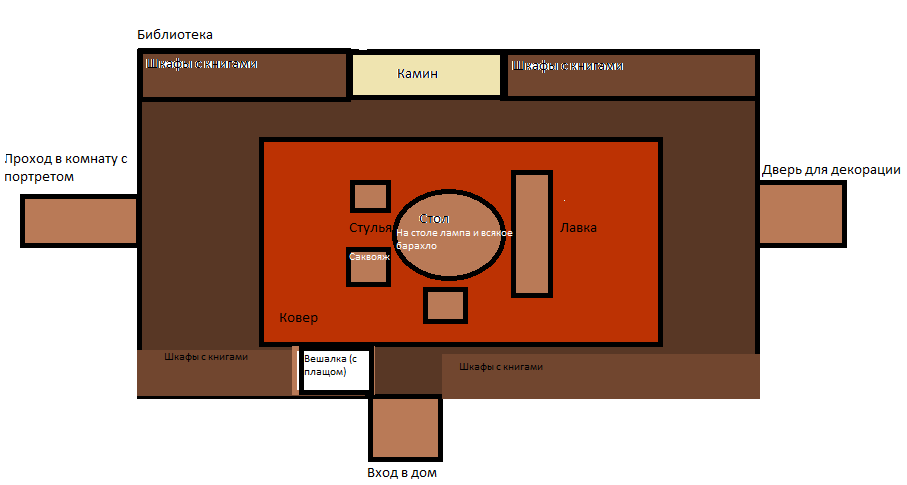 Библиотека
Шкафы с книгами
Камин
Шкафы с книгами
Лроход в комнату с
портретом
Дверь для декорации
Стол
Стулья
На столе лампа и всякое
барахло
Лавка
Саквояж
Ковер
Шкафы с книгами
Вешалка (с
плащом)
Шкафы с книгами
Вход в дом